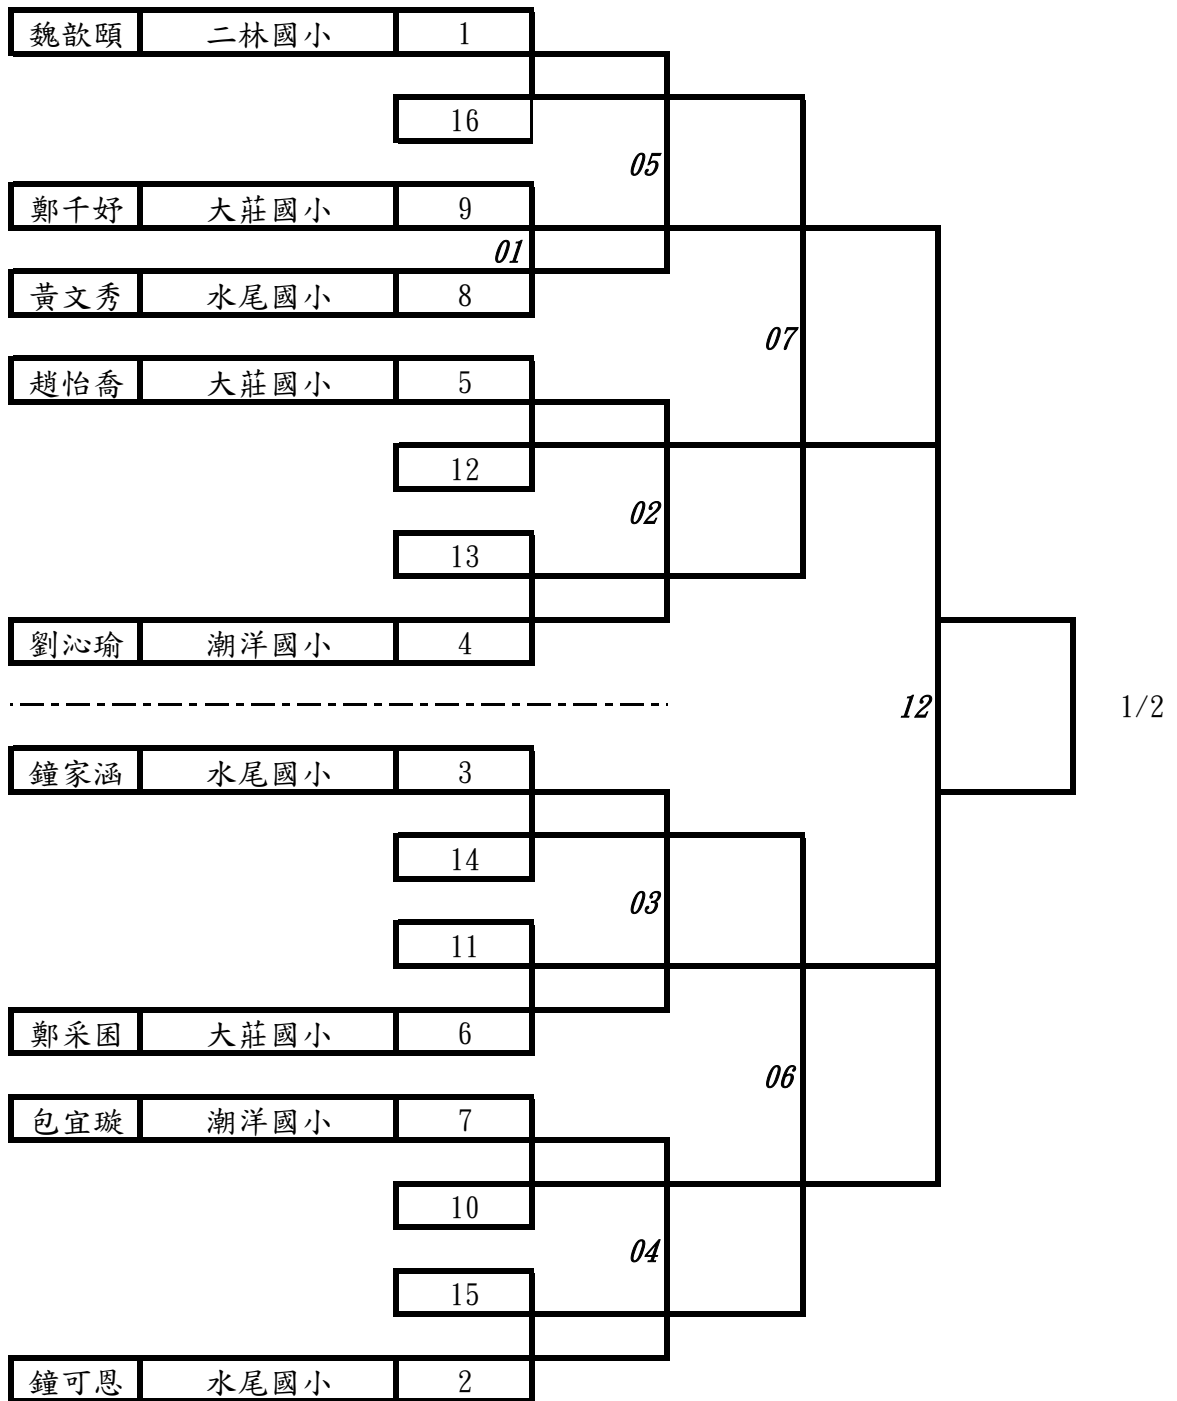 魏歆頤 二林國小 1
16
05
鄭千妤 大莊國小 9
01
黃文秀 水尾國小 8
07
趙怡喬 大莊國小 5
12
02
13
劉沁瑜 潮洋國小 4
12 1/2
鐘家涵 水尾國小 3
14
03
11
鄭采囷 大莊國小 6
06
包宜璇 潮洋國小 7
10
04
15
鐘可恩 水尾國小 2